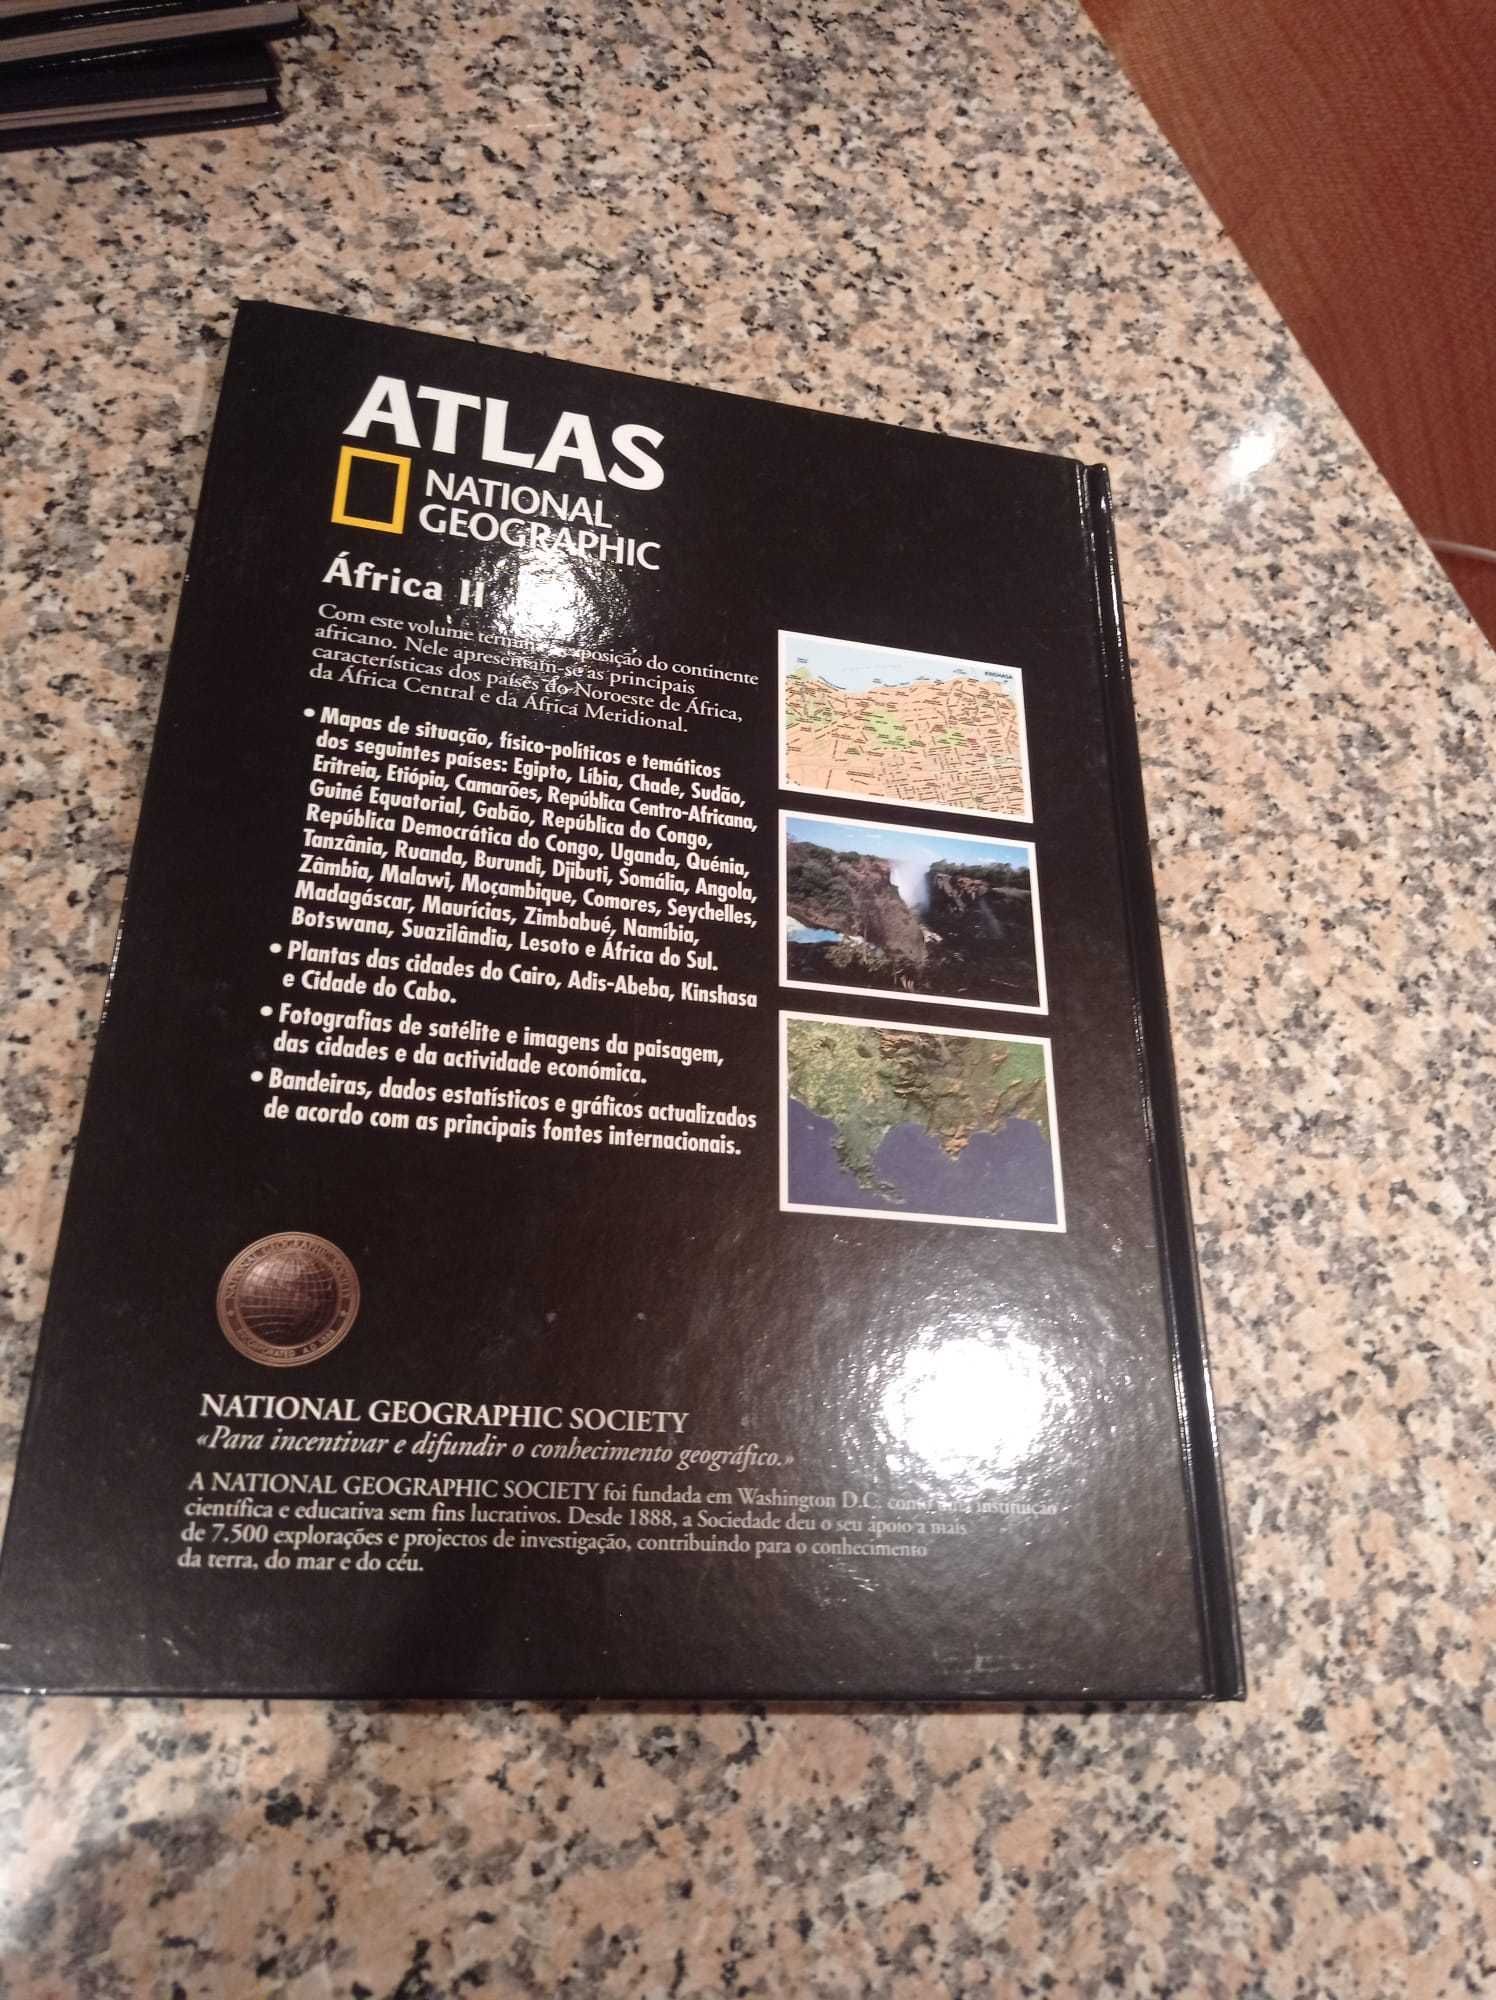 ATLAS
NATIONAL
GEOGRAPHIC
África II
Com este volume termina a exposição do continente
africano. Nele apresentam-se as principais
características dos países do Noroeste de África,
da África Central e da África Meridional.
• Mapas de situação, físico-políticos e temáticos
dos seguintes países: Egipto, Líbia, Chade, Sudão,
Eritreia, Etiópia, Camarões, República Centro-Africana,
Guiné Equatorial, Gabão, República do Congo,
República Democrática do Congo, Uganda, Quénia,
Tanzânia, Ruanda, Burundi, Djibuti, Somália, Angola,
Zâmbia, Malawi, Moçambique, Comores, Seychelles,
Madagáscar, Maurícias, Zimbabué, Namíbia,
Botswana, Suazilândia, Lesoto e África do Sul.
• Plantas das cidades do Cairo, Adis-Abeba, Kinshasa
e Cidade do Cabo.
• Fotografias de satélite e imagens da paisagem,
das cidades e da actividade económica.
• Bandeiras, dados estatísticos e gráficos actualizados
de acordo com as principais fontes internacionais.
KINSHASA
NATIONAL GEOGRAPHIC SOCIETY
INCORPORATED A.D. 1888
NATIONAL GEOGRAPHIC SOCIETY
«Para incentivar e difundir o conhecimento geográfico.»
A NATIONAL GEOGRAPHIC SOCIETY foi fundada em Washington D.C. como uma instituição
científica e educativa sem fins lucrativos. Desde 1888, a Sociedade deu o seu apoio a mais
de 7.500 explorações e projectos de investigação, contribuindo para o conhecimento
da terra, do mar e do céu.